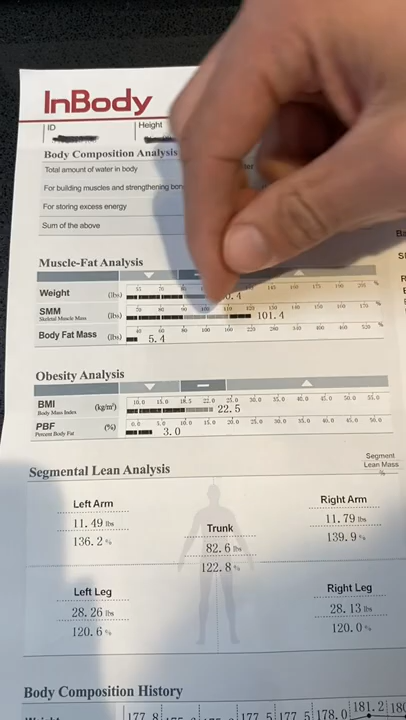 InBody
ID Height
Body Composition Analysis
Total amount of water in body
For building muscles and strengthening bon
For storing excess energy
Sum of the above
Muscle-Fat Analysis
Weight (lbs) 55 70 85 145 160 175 190 205 %
0.4
SMM (lbs) 70 80 90 100 110 120 130 140 150 160 170 %
Skeletal Muscle Mass 101.4
Body Fat Mass (lbs) 40 60 80 100 160 220 280 340 400 460 520 %
5.4
Obesity Analysis
BMI (kg/m²) 10.0 15.0 18.5 22.0 25.0 30.0 35.0 40.0 45.0 50.0 55.0
Body Mass Index 22.5
PBF (%) 0.0 5.0 10.0 15.0 20.0 25.0 30.0 35.0 40.0 45.0 50.0
Percent Body Fat 3.0
Segmental Lean Analysis
Segment
Lean Mass
%
Left Arm Right Arm
11.49 lbs 11.79 lbs
136.2 % 139.9 %
Trunk
82.6 lbs
122.8 %
Left Leg Right Leg
28.26 lbs 28.13 lbs
120.6 % 120.0 %
Body Composition History
177.8 177.5 177.5 178.0 181.2 180